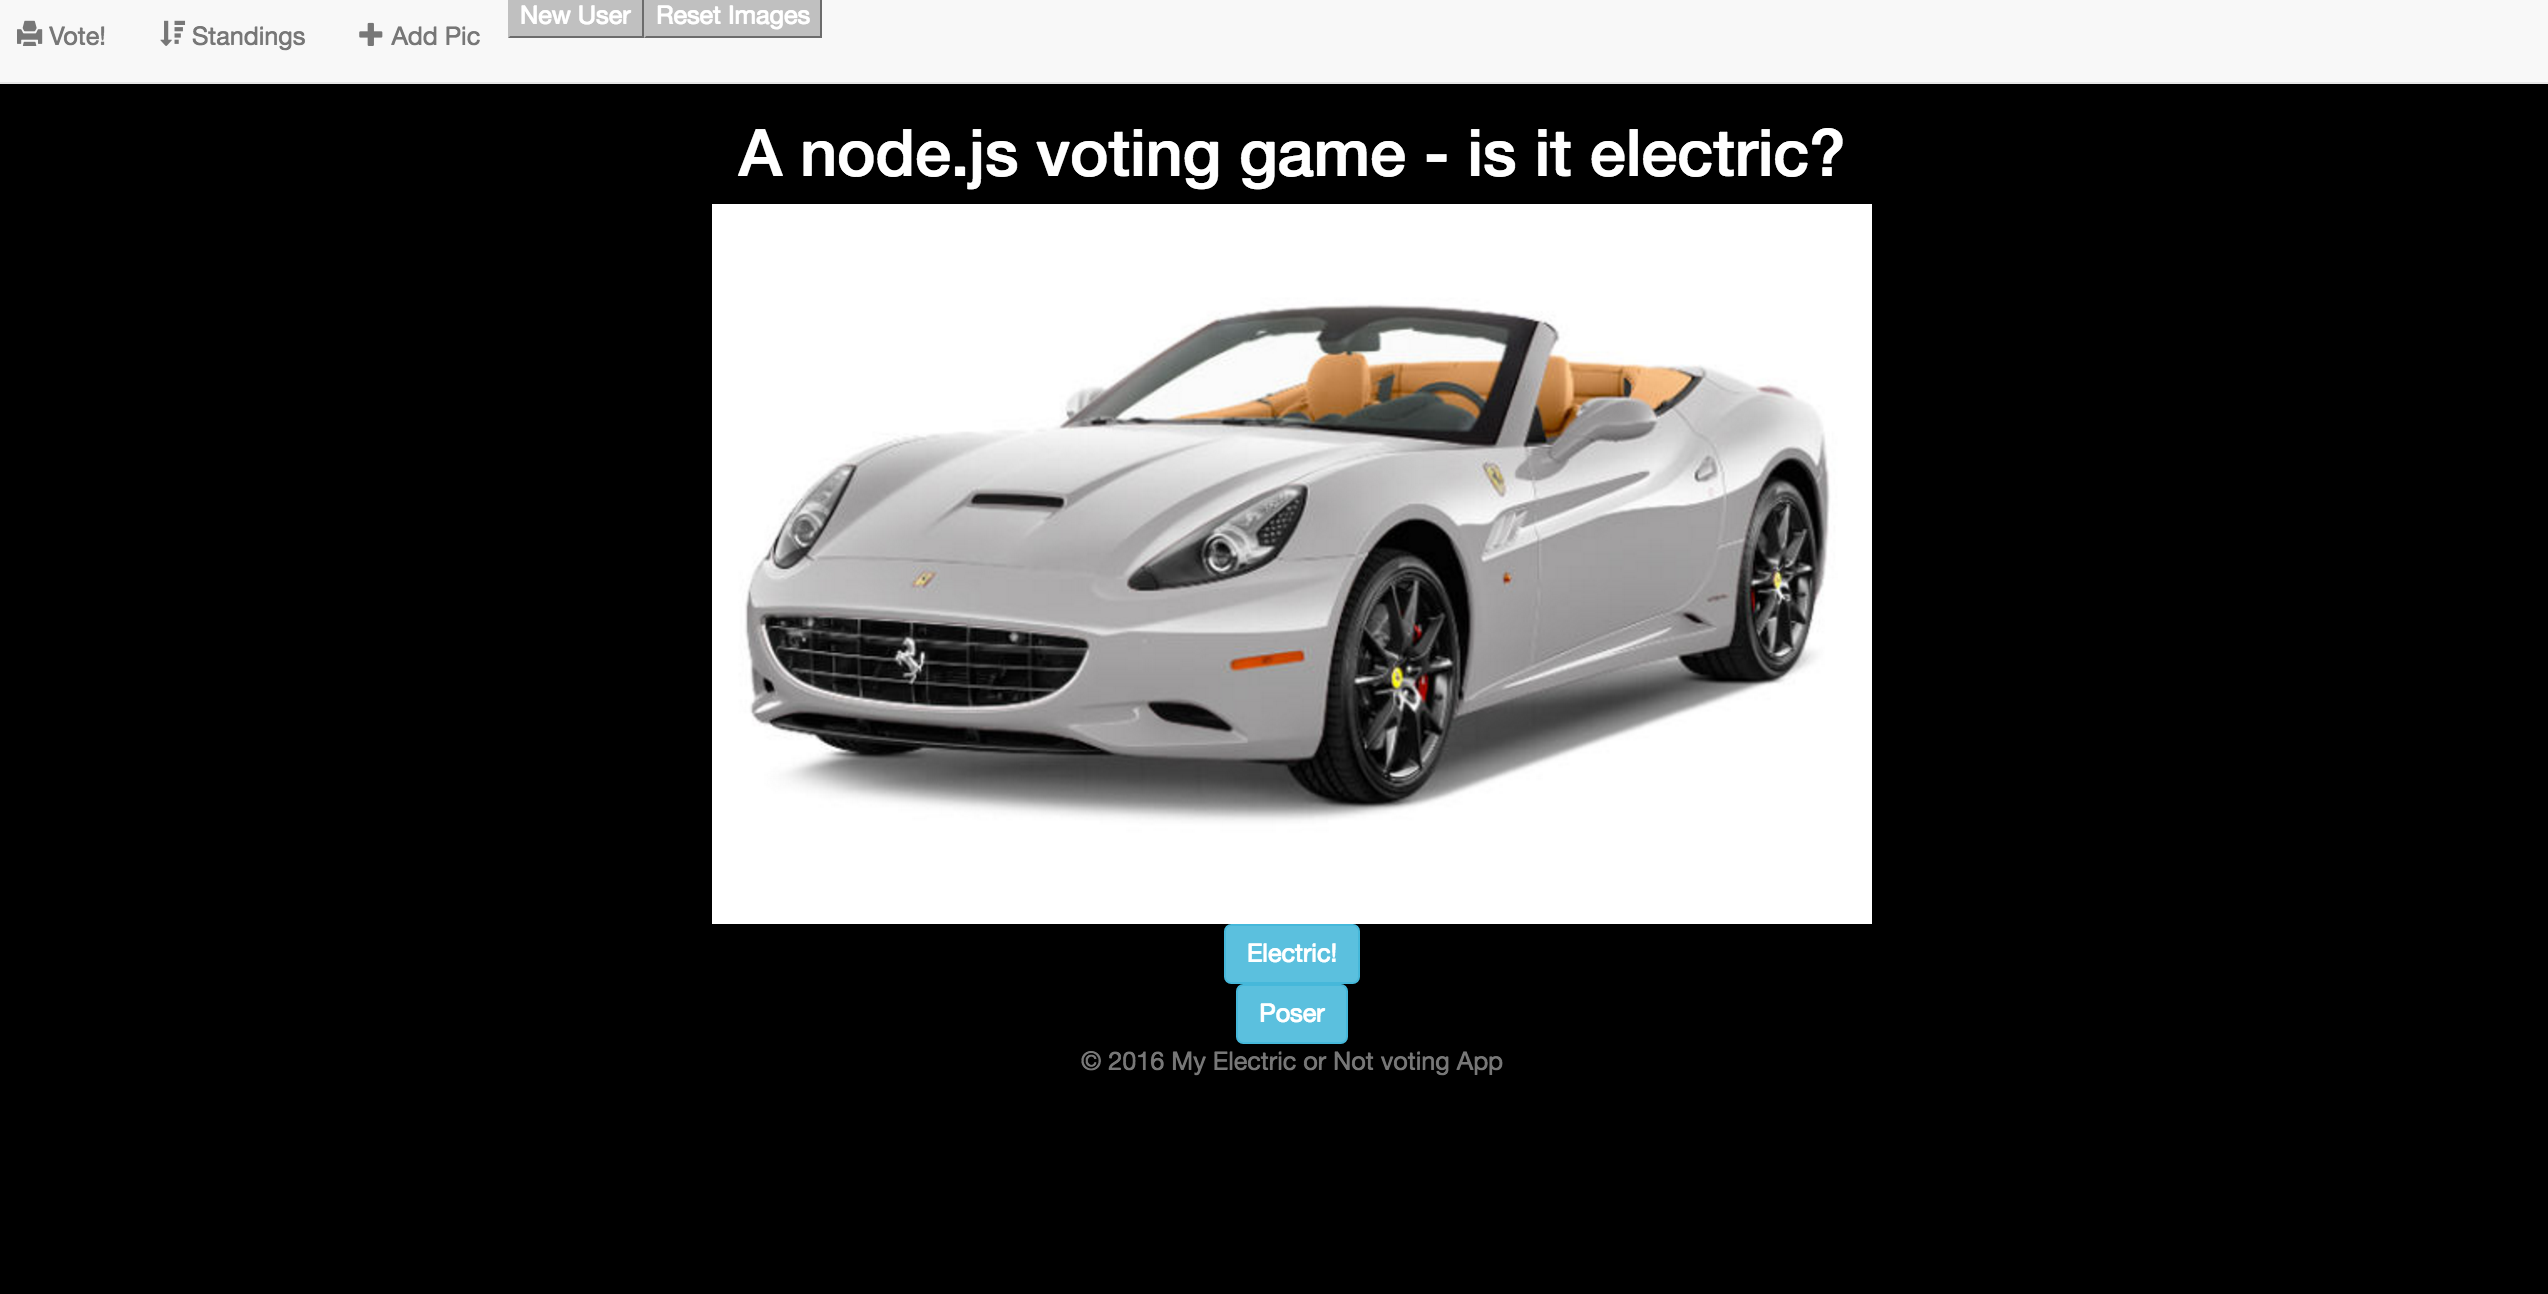 Vote!
Standings
Add Pic
New User
Reset Images
A node.js voting game - is it electric?
Electric!
Poser
© 2016 My Electric or Not voting App